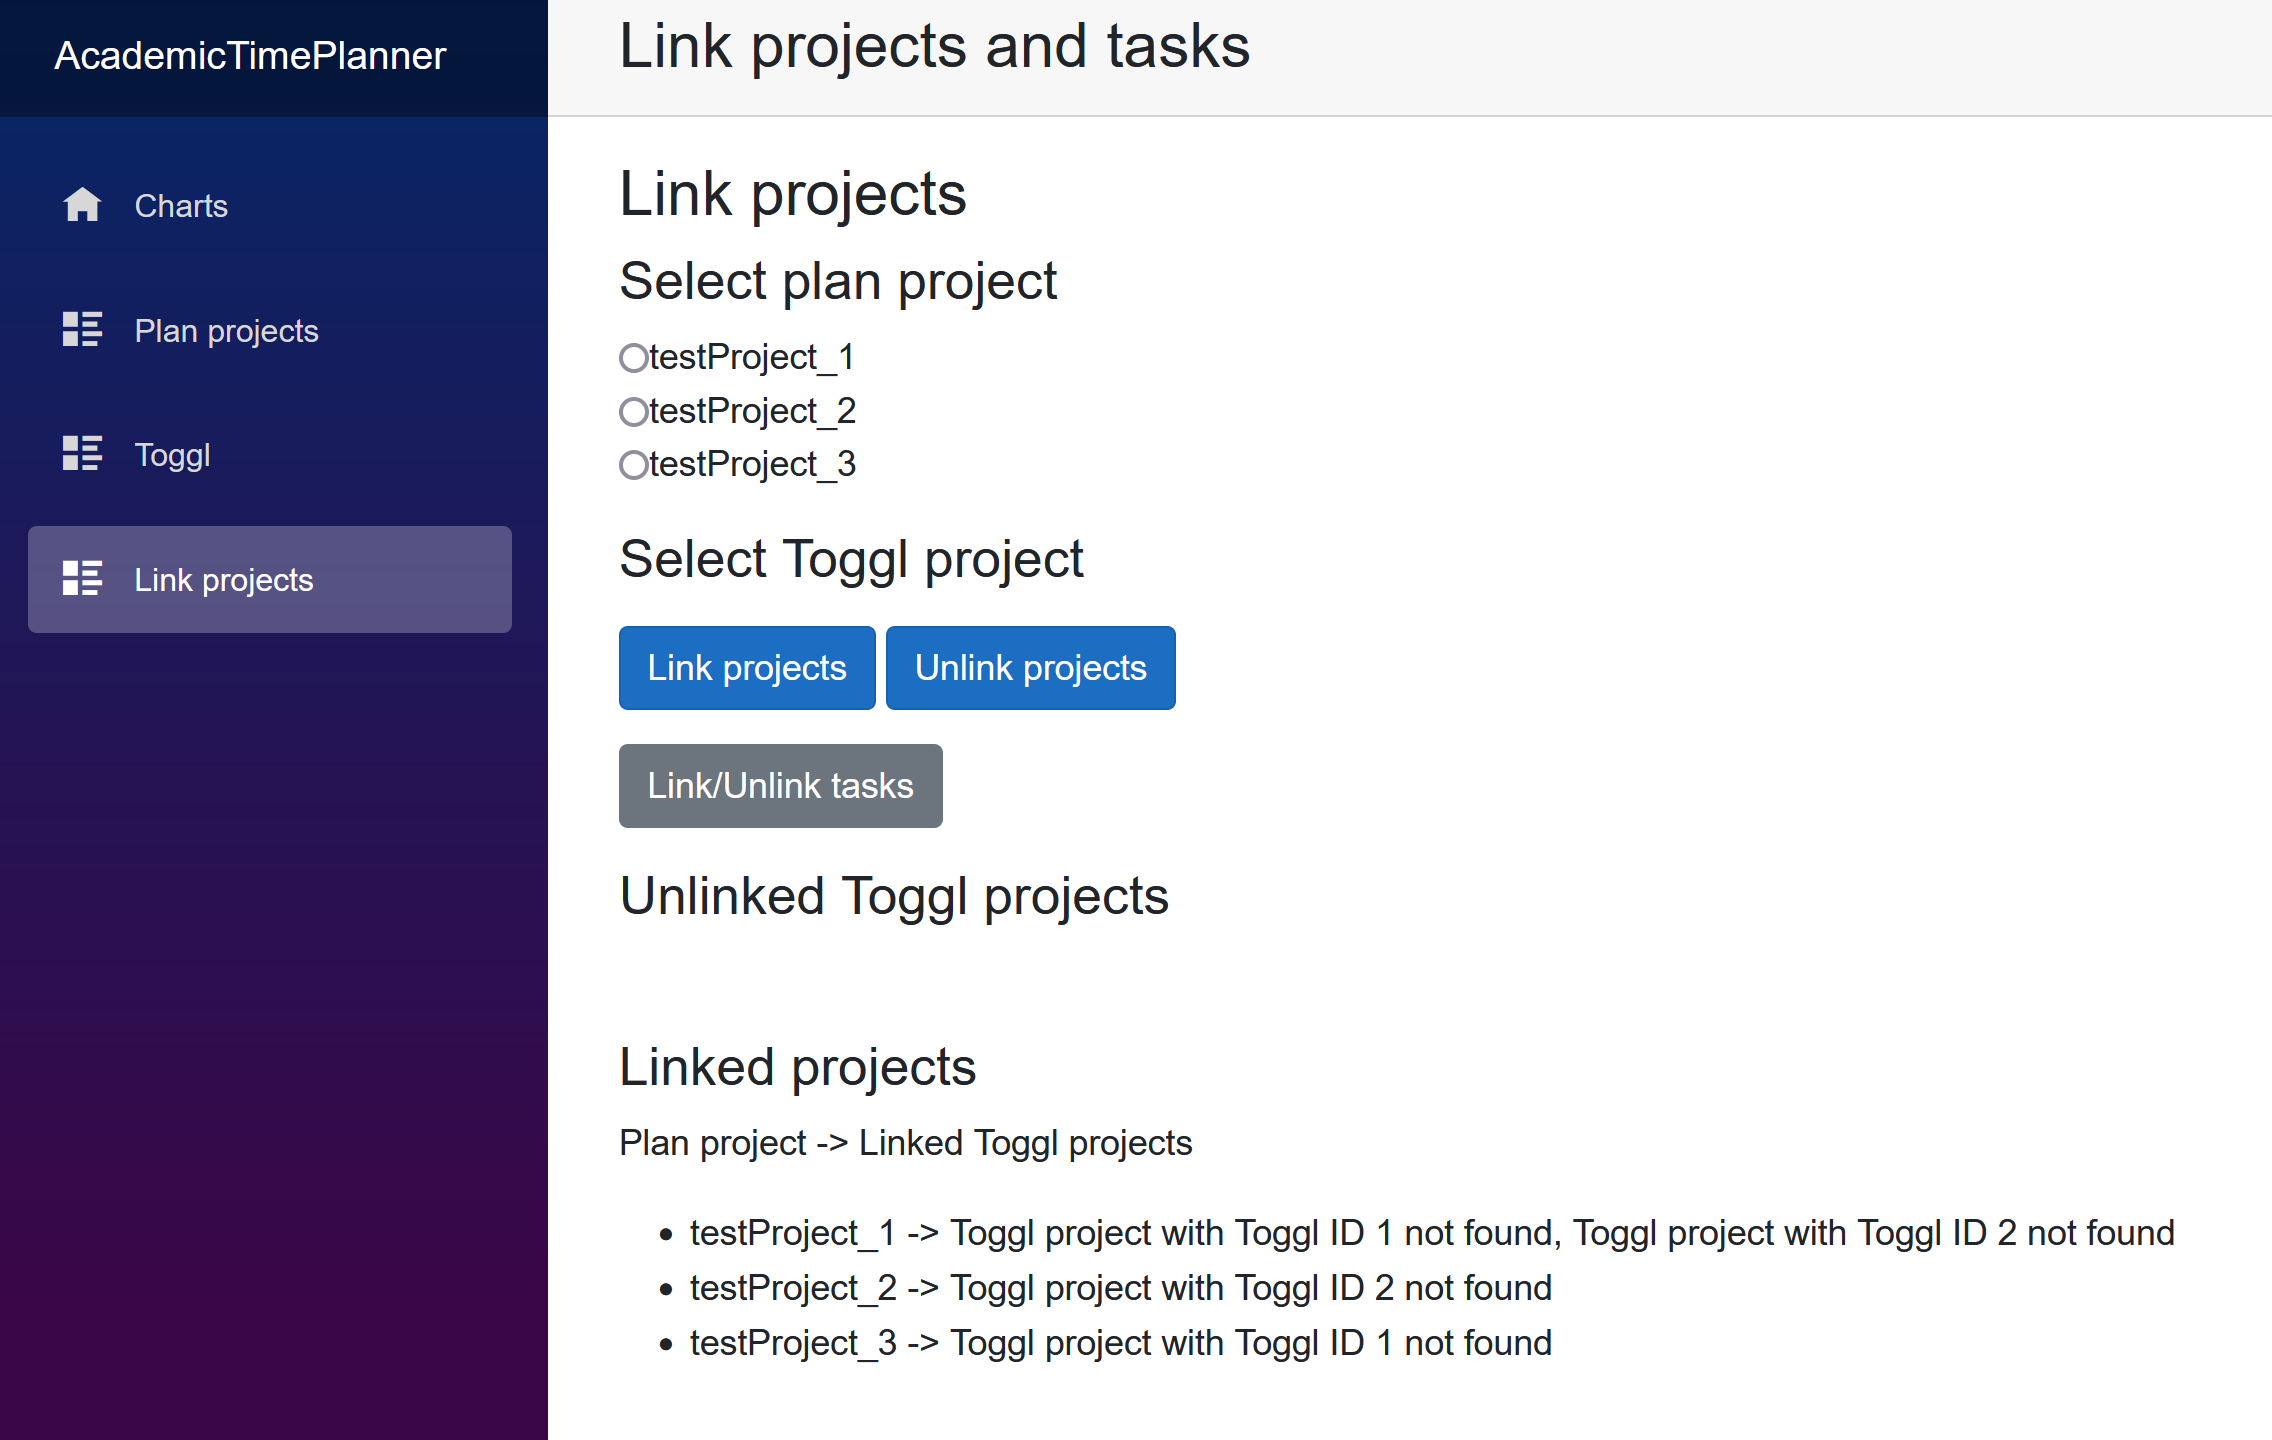 AcademicTimePlanner
Charts
Plan projects
Toggl
Link projects
Link projects and tasks
Link projects
Select plan project
testProject_1
testProject_2
testProject_3
Select Toggl project
Link projects Unlink projects
Link/Unlink tasks
Unlinked Toggl projects
Linked projects
Plan project -> Linked Toggl projects
• testProject_1 -> Toggl project with Toggl ID 1 not found, Toggl project with Toggl ID 2 not found
• testProject_2 -> Toggl project with Toggl ID 2 not found
• testProject_3 -> Toggl project with Toggl ID 1 not found